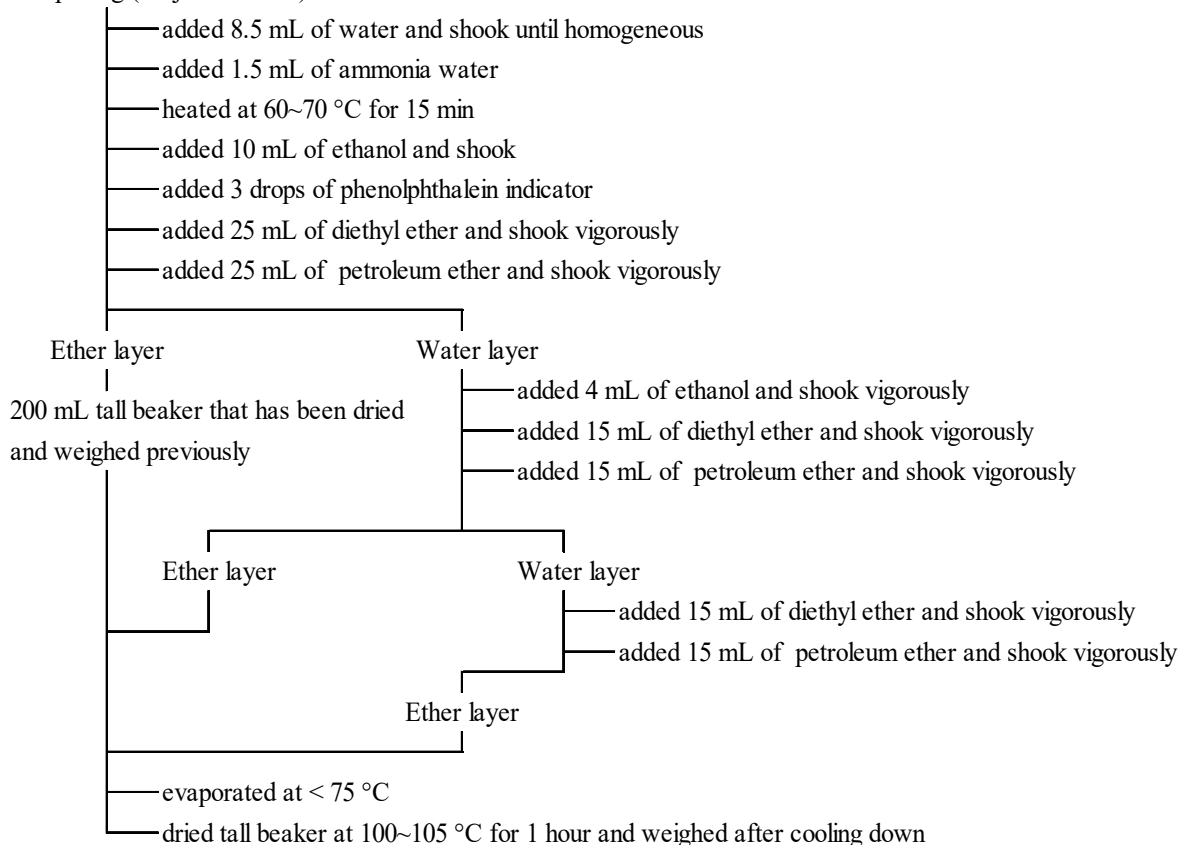 added 8.5 mL of water and shook until homogeneous
added 1.5 mL of ammonia water
heated at 60~70 °C for 15 min
added 10 mL of ethanol and shook
added 3 drops of phenolphthalein indicator
added 25 mL of diethyl ether and shook vigorously
added 25 mL of petroleum ether and shook vigorously
Ether layer
Water layer
200 mL tall beaker that has been dried
and weighed previously
added 4 mL of ethanol and shook vigorously
added 15 mL of diethyl ether and shook vigorously
added 15 mL of petroleum ether and shook vigorously
Ether layer
Water layer
added 15 mL of diethyl ether and shook vigorously
added 15 mL of petroleum ether and shook vigorously
Ether layer
evaporated at < 75 °C
dried tall beaker at 100~105 °C for 1 hour and weighed after cooling down